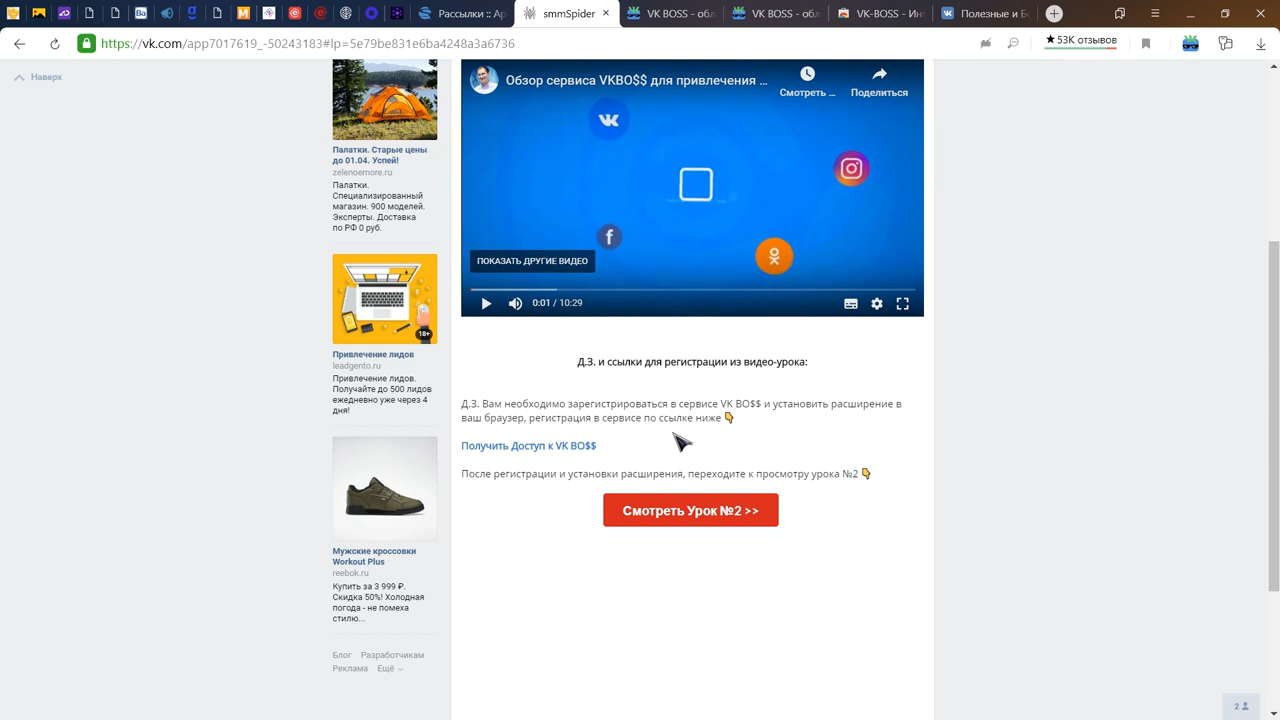 Рассылки :: Ар
smmSpider
VK BOSS - дл
VK BOSS - дл
ВКБОСС - Ин
Полезные и Б
https://vk.com/app7017619_-50243183#lp=5e79be831e6ba4248a3a6736
★53K отзывов
Наверх
Палатки. Старые цены
до 01.04. Успей!
zelenoemore.ru
Палатки.
Специализированный
магазин. 900 моделей.
Эксперты. Доставка
по РФ 0 руб.
18+
Привлечение лидов
leadgento.ru
Привлечение лидов.
Получайте до 500 лидов
ежедневно уже через 4
дня!
Мужские кроссовки
Workout Plus
reebok.ru
Купить за 3 999 ₽.
Скидка 50%! Холодная
погода - не помеха
стилю...
Блог Разработчикам
Реклама Ещё
Обзор сервиса VKBO$$ для привлечения ...
Смотреть ...
Поделиться
ПОКАЗАТЬ ДРУГИЕ ВИДЕО
0:01 / 10:29
Д.З. и ссылки для регистрации из видео-урока:
Д.З. Вам необходимо зарегистрироваться в сервисе VK BO$$ и установить расширение в
ваш браузер, регистрация в сервисе по ссылке ниже 👇
Получить Доступ к VK BO$$
После регистрации и установки расширения, переходите к просмотру урока №2 👇
Смотреть Урок №2 >>
2